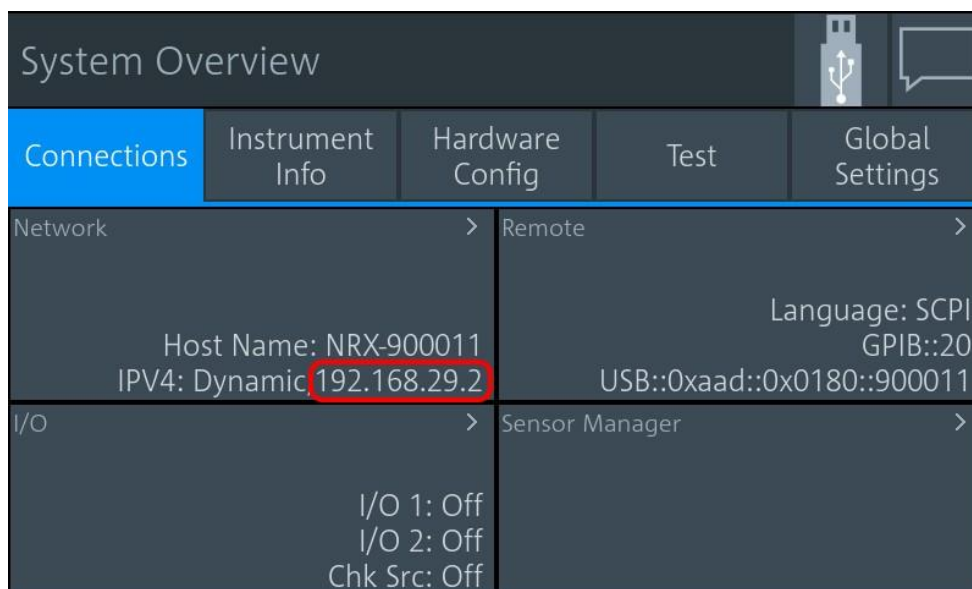 System Overview
Connections
Instrument
Info
Hardware
Config
Test
Global
Settings
Network >
Host Name: NRX-900011
IPV4: Dynamic, 192.168.29.2
Remote >
Language: SCPI
GPIB::20
USB::0xaad::0x0180::900011
I/O >
I/O 1: Off
I/O 2: Off
Chk Src: Off
Sensor Manager >